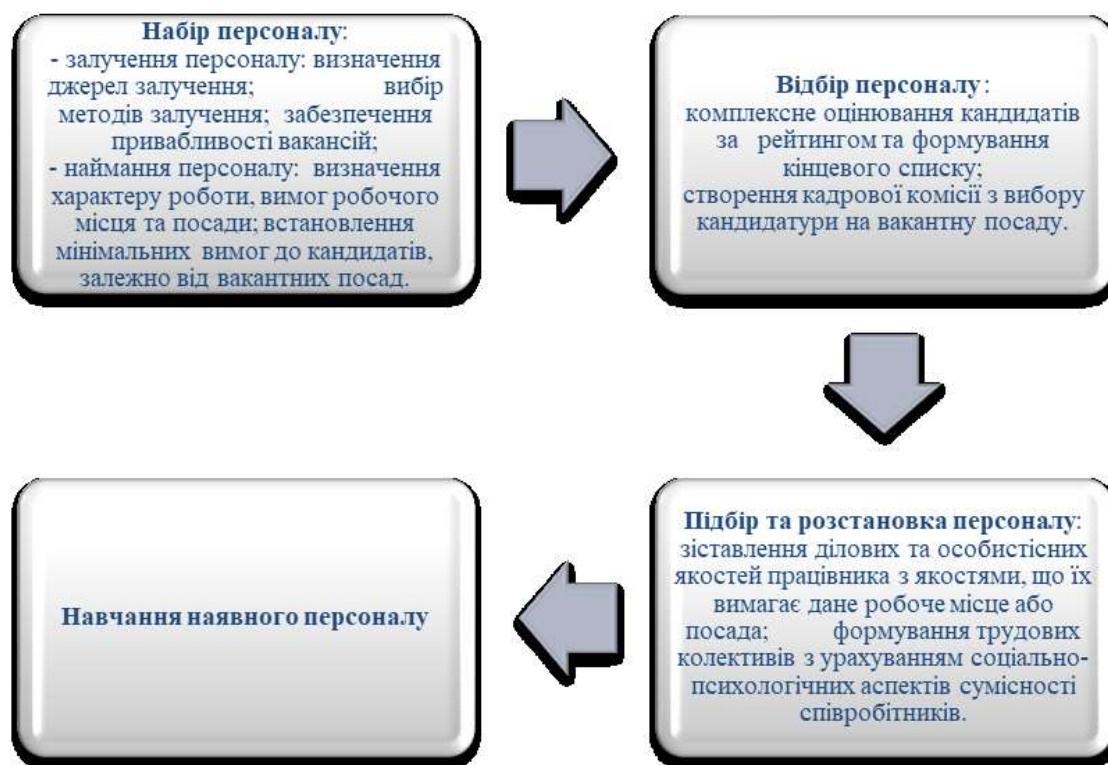 Набір персоналу:
- залучення персоналу: визначення
джерел залучення; вибір
методів залучення; забезпечення
привабливості вакансій;
- наймання персоналу: визначення
характеру роботи, вимог робочого
місця та посади; встановлення
мінімальних вимог до кандидатів,
залежно від вакантних посад.
Відбір персоналу:
комплексне оцінювання кандидатів
за рейтингом та формування
кінцевого списку;
створення кадрової комісії з вибору
кандидатури на вакантну посаду.
Підбір та розстановка персоналу:
зіставлення ділових та особистісних
якостей працівника з якостями, що їх
вимагає дане робоче місце або
посада; формування трудових
колективів з урахуванням соціально-
психологічних аспектів сумісності
співробітників.
Навчання наявного персоналу